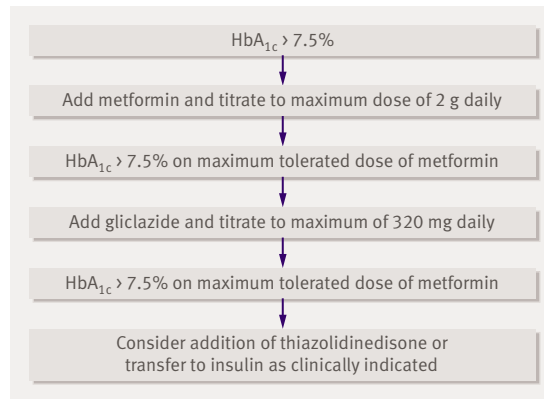 HbA1c > 7.5%
Add metformin and titrate to maximum dose of 2 g daily
HbA1c > 7.5% on maximum tolerated dose of metformin
Add gliclazide and titrate to maximum of 320 mg daily
HbA1c > 7.5% on maximum tolerated dose of metformin
Consider addition of thiazolidinedisone or
transfer to insulin as clinically indicated